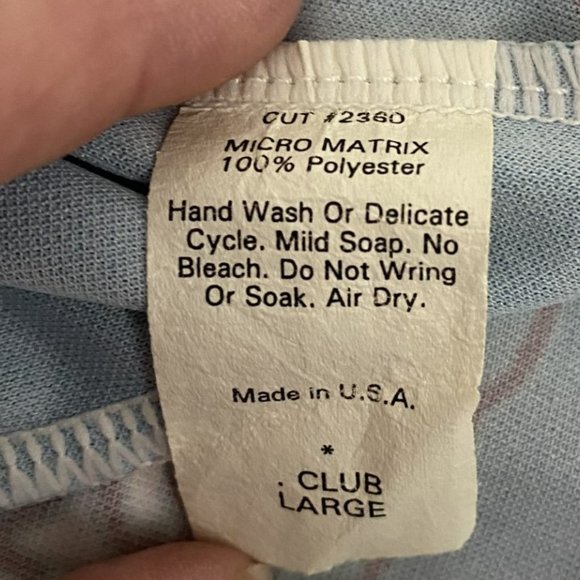 CUT #2360
MICRO MATRIX
100% Polyester
Hand Wash Or Delicate
Cycle. Mild Soap. No
Bleach. Do Not Wring
Or Soak. Air Dry.
Made in U.S.A.
*
. CLUB
LARGE